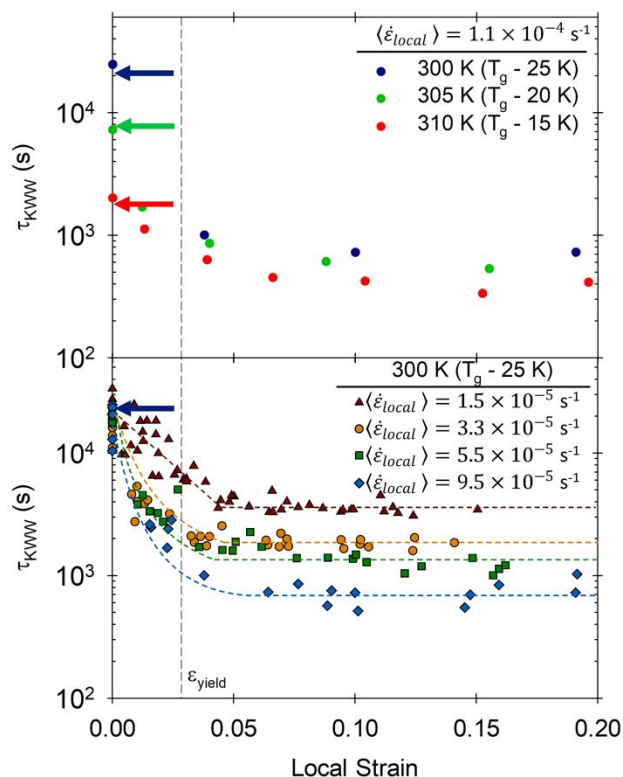 ⟨ε̇local⟩ = 1.1 × 10⁻⁴ s⁻¹
300 K (Tg - 25 K)
305 K (Tg - 20 K)
310 K (Tg - 15 K)
10⁴
τKWW (s)
10³
10²
300 K (Tg - 25 K)
⟨ε̇local⟩ = 1.5 × 10⁻⁵ s⁻¹
⟨ε̇local⟩ = 3.3 × 10⁻⁵ s⁻¹
⟨ε̇local⟩ = 5.5 × 10⁻⁵ s⁻¹
⟨ε̇local⟩ = 9.5 × 10⁻⁵ s⁻¹
10⁴
τKWW (s)
10³
εyield
10²
0.00 0.05 0.10 0.15 0.20
Local Strain